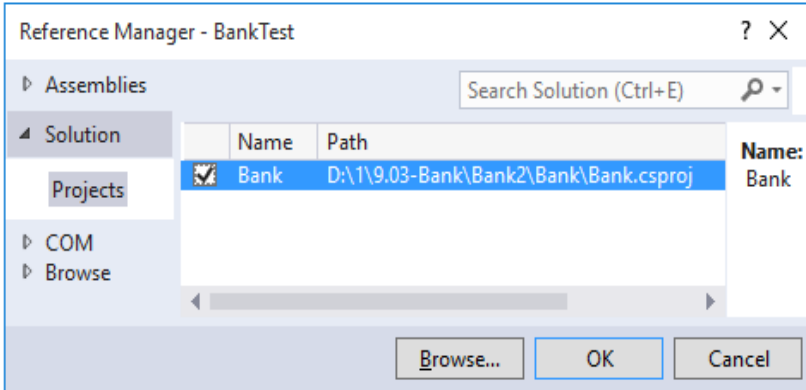 Reference Manager - BankTest
Assemblies
Search Solution (Ctrl+E)
Solution
Projects
COM
Browse
Name Path
Bank D:\1\9.03-Bank\Bank2\Bank\Bank.csproj
Name:
Bank
Browse... OK Cancel